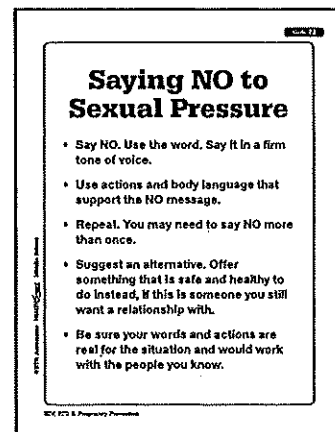 Saying NO to
Sexual Pressure
• Say NO. Use the word. Say it in a firm
tone of voice.
• Use actions and body language that
support the NO message.
• Repeat. You may need to say NO more
than once.
• Suggest an alternative. Offer
something that is safe and healthy to
do instead, if this is someone you still
want a relationship with.
• Be sure your words and actions are
real for the situation and would work
with the people you know.
HIV, STD & Pregnancy Prevention